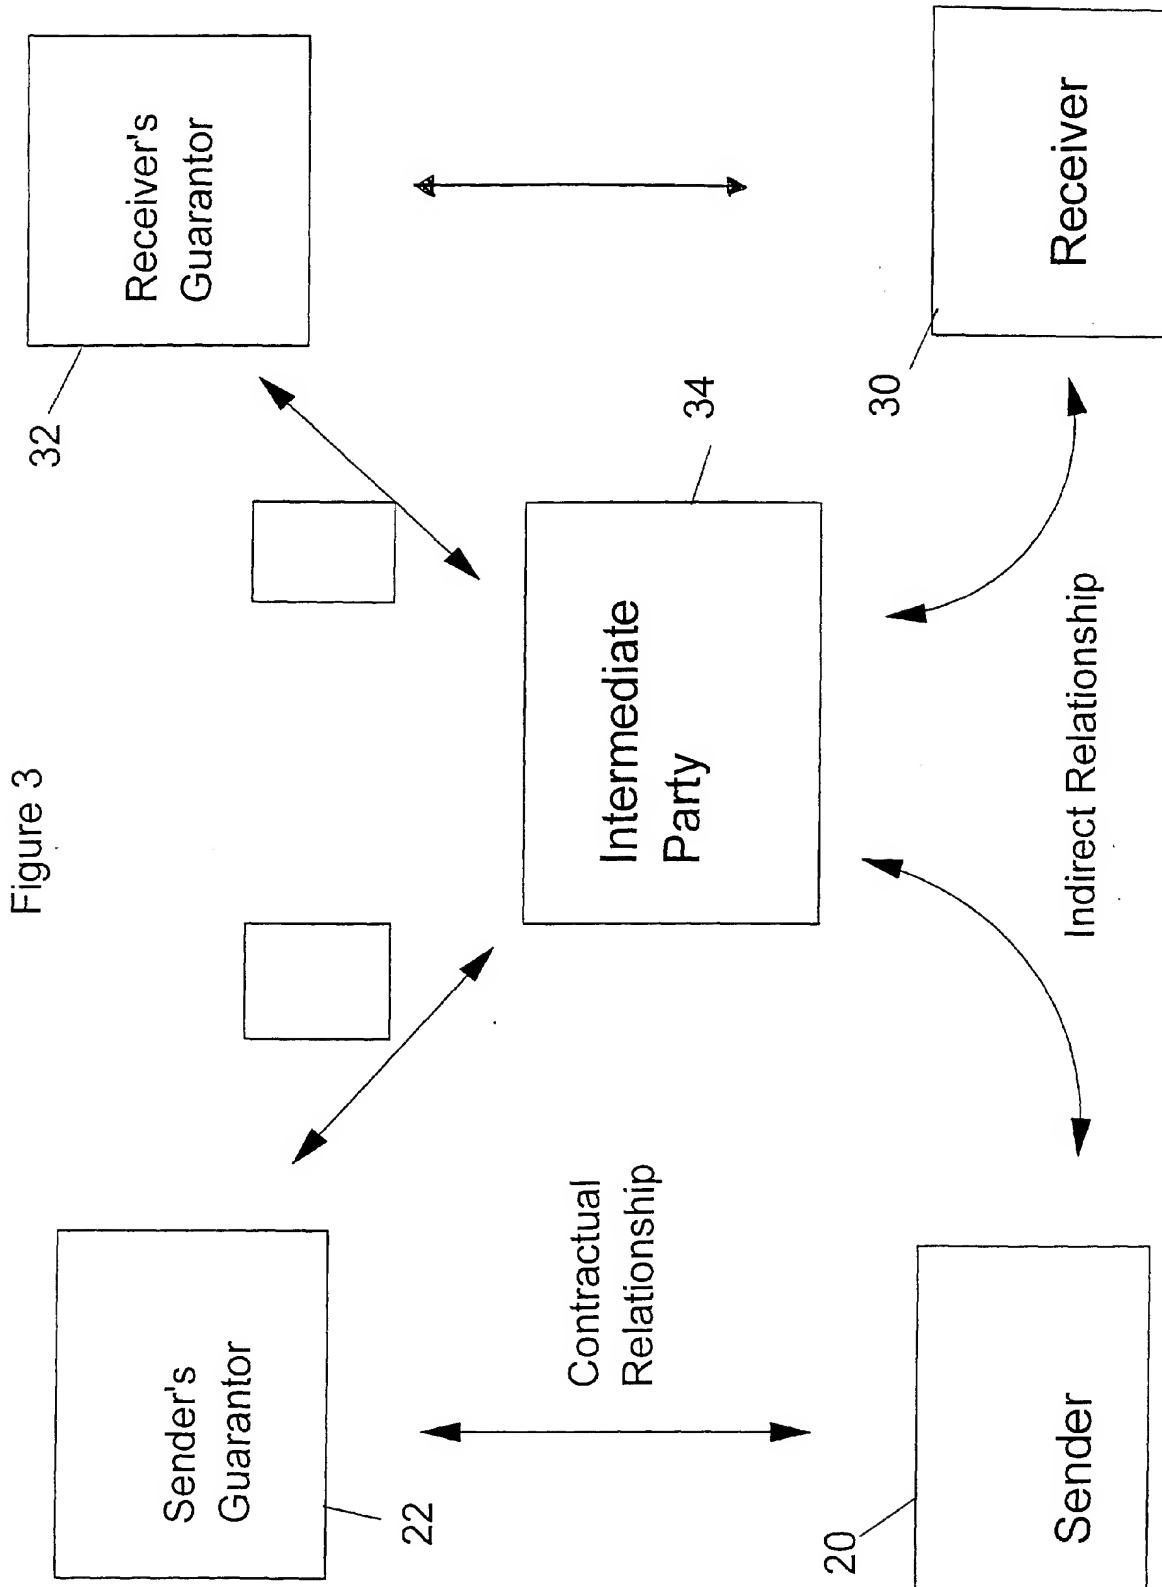 Figure 3
Sender's
Guarantor
22
Receiver's
Guarantor
32
Contractual
Relationship
Intermediate
Party
34
Sender
20
Indirect Relationship
Receiver
30